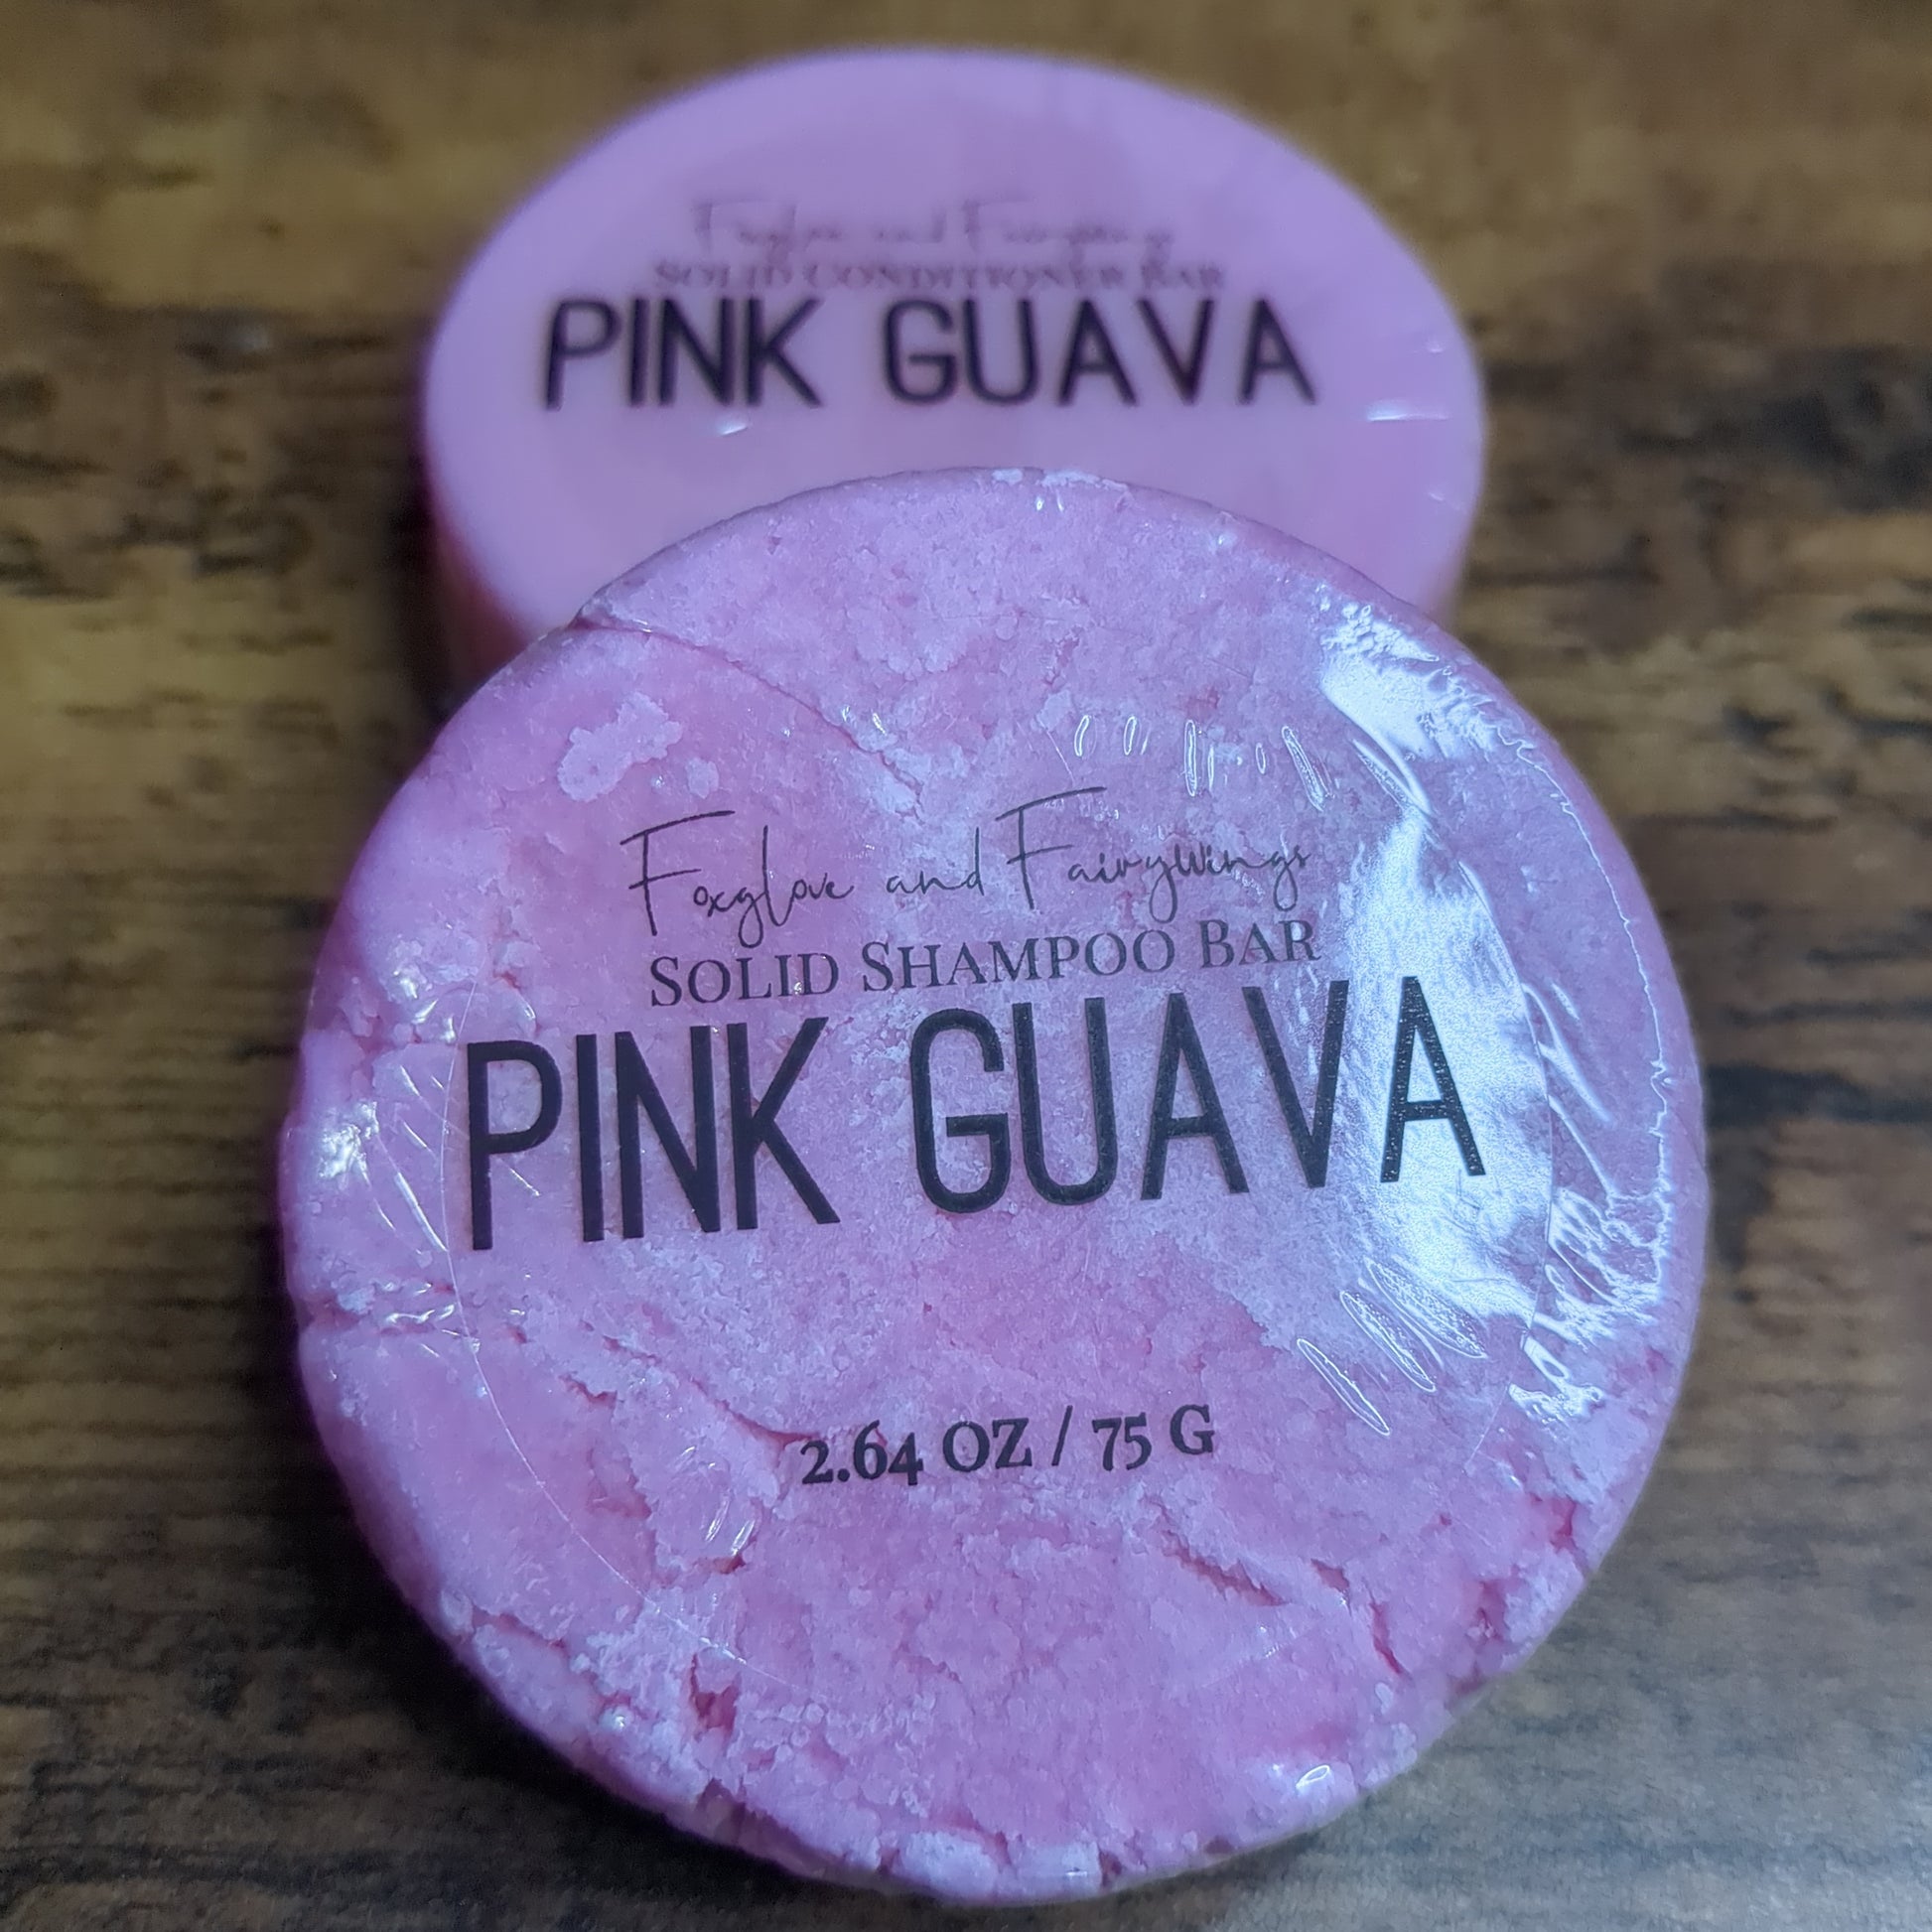 Foxglove and Fairywings
SOLID CONDITIONER BAR
PINK GUAVA
Foxglove and Fairywings
SOLID SHAMPOO BAR
PINK GUAVA
2.64 OZ / 75 G